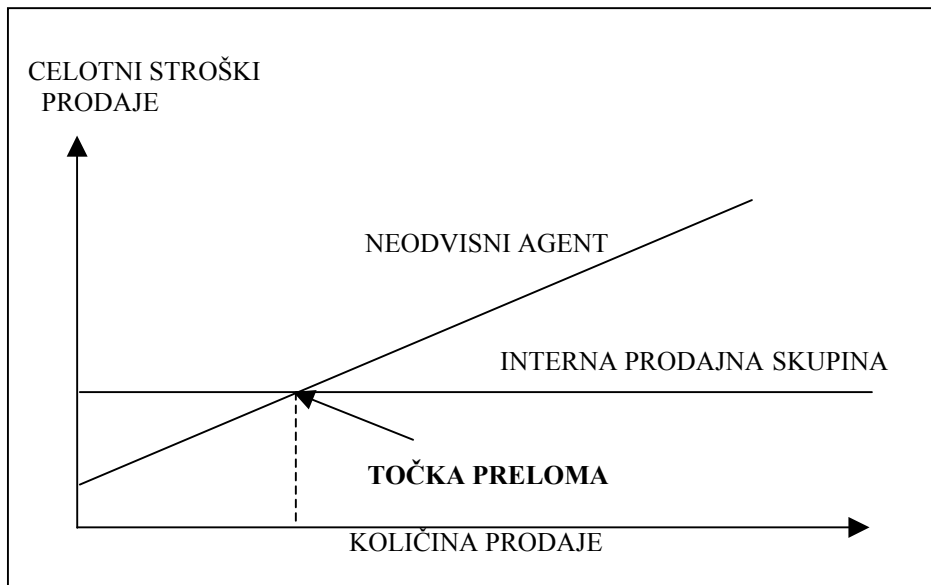 CELOTNI STROŠKI
PRODAJE
NEODVISNI AGENT
INTERNA PRODAJNA SKUPINA
TOČKA PRELOMA
KOLIČINA PRODAJE